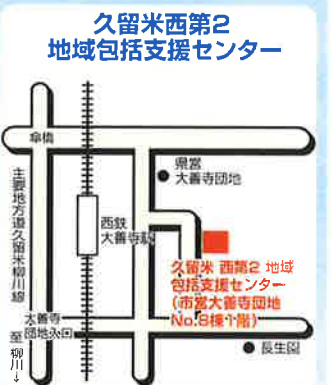 久留米西第2
地域包括支援センター
傘橋
県営
大善寺団地
主要地方道久留米柳川線
西鉄
大善寺駅
久留米 西第2 地域
包括支援センター
(市営大善寺団地
No.8棟1階)
大善寺
団地入口
至 柳川→
長生園